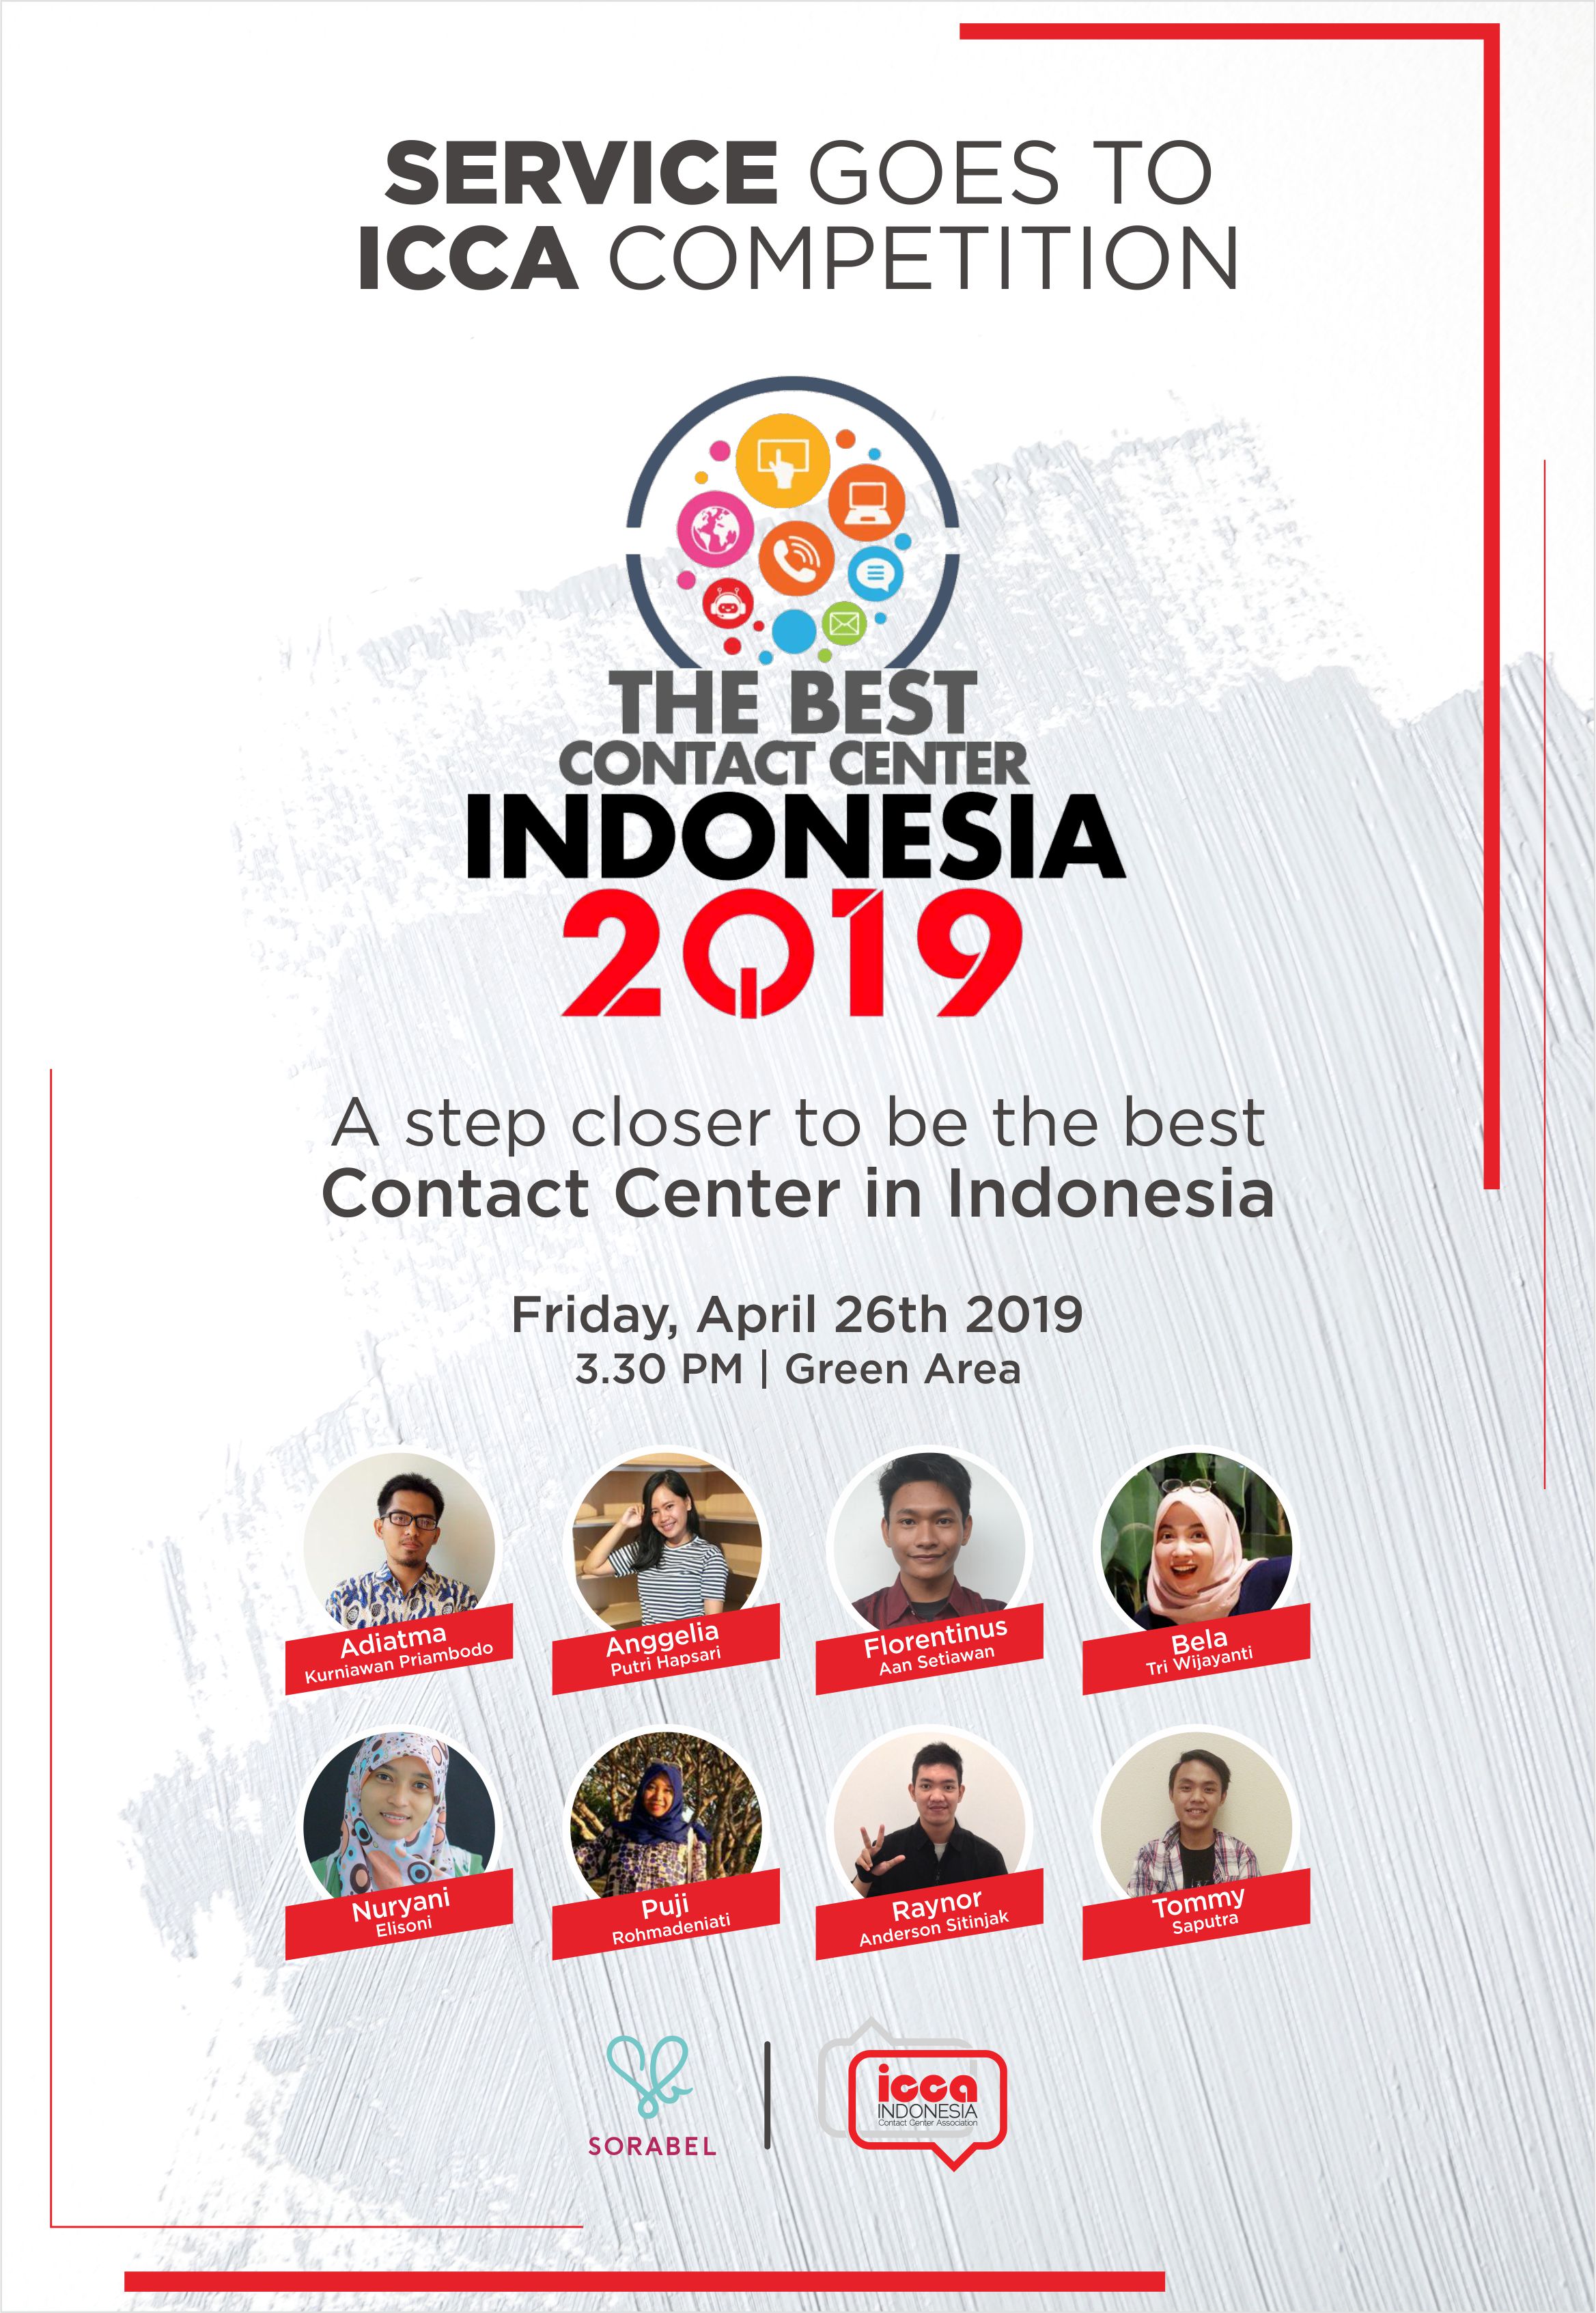 SERVICE GOES TO
ICCA COMPETITION
THE BEST
CONTACT CENTER
INDONESIA
2019
A step closer to be the best
Contact Center in Indonesia
Friday, April 26th 2019
3.30 PM | Green Area
Adiatma
Kurniawan Priambodo
Anggelia
Putri Hapsari
Florentinus
Aan Setiawan
Bela
Tri Wijayanti
Nuryani
Elisoni
Puji
Rohmadeniati
Raynor
Anderson Sitinjak
Tommy
Saputra
SORABEL
icca
INDONESIA
Contact Center Association